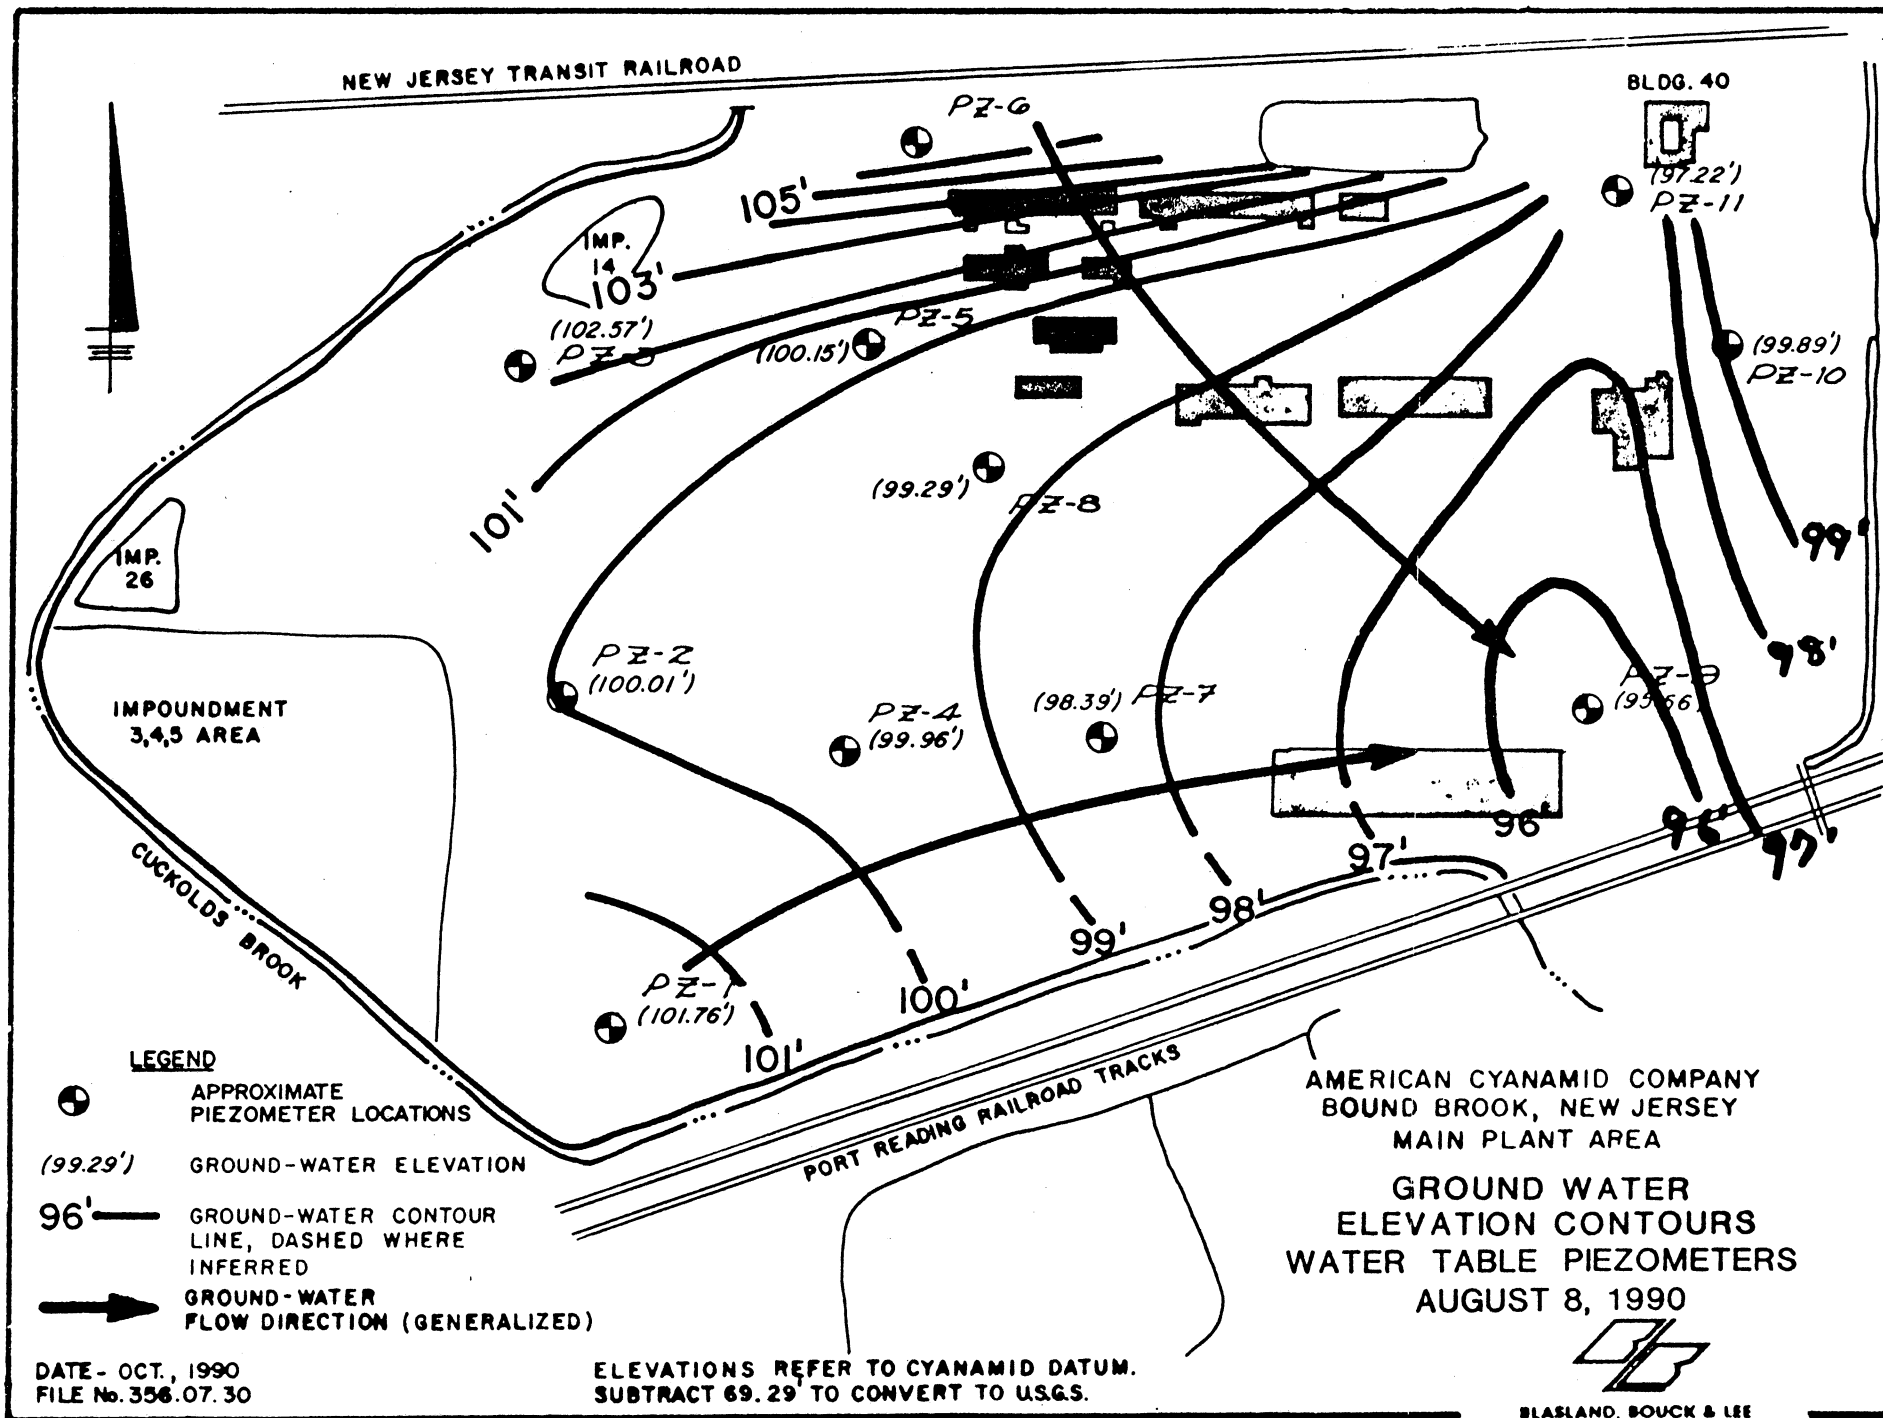 NEW JERSEY TRANSIT RAILROAD
BLDG. 40
PZ-6
(97.22')
PZ-11
105'
IMP.
14
103'
(102.57')
PZ-3
PZ-5
(100.15')
(99.89')
PZ-10
(99.29')
PZ-8
101'
99'
IMP.
26
98'
PZ-2
(100.01')
PZ-9
IMPOUNDMENT
3,4,5 AREA
PZ-4
(99.96')
(98.39') PZ-7
96'
96'
97'
97'
98'
99'
100'
101'
CUCKOLDS BROOK
PZ-1
(101.76')
PORT READING RAILROAD TRACKS
LEGEND
APPROXIMATE
PIEZOMETER LOCATIONS
(99.29') GROUND-WATER ELEVATION
96' GROUND-WATER CONTOUR
LINE, DASHED WHERE
INFERRED
GROUND-WATER
FLOW DIRECTION (GENERALIZED)
AMERICAN CYANAMID COMPANY
BOUND BROOK, NEW JERSEY
MAIN PLANT AREA
GROUND WATER
ELEVATION CONTOURS
WATER TABLE PIEZOMETERS
AUGUST 8, 1990
DATE- OCT., 1990
FILE No. 356.07.30
ELEVATIONS REFER TO CYANAMID DATUM.
SUBTRACT 69.29' TO CONVERT TO U.S.G.S.
BLASLAND, BOUCK & LEE